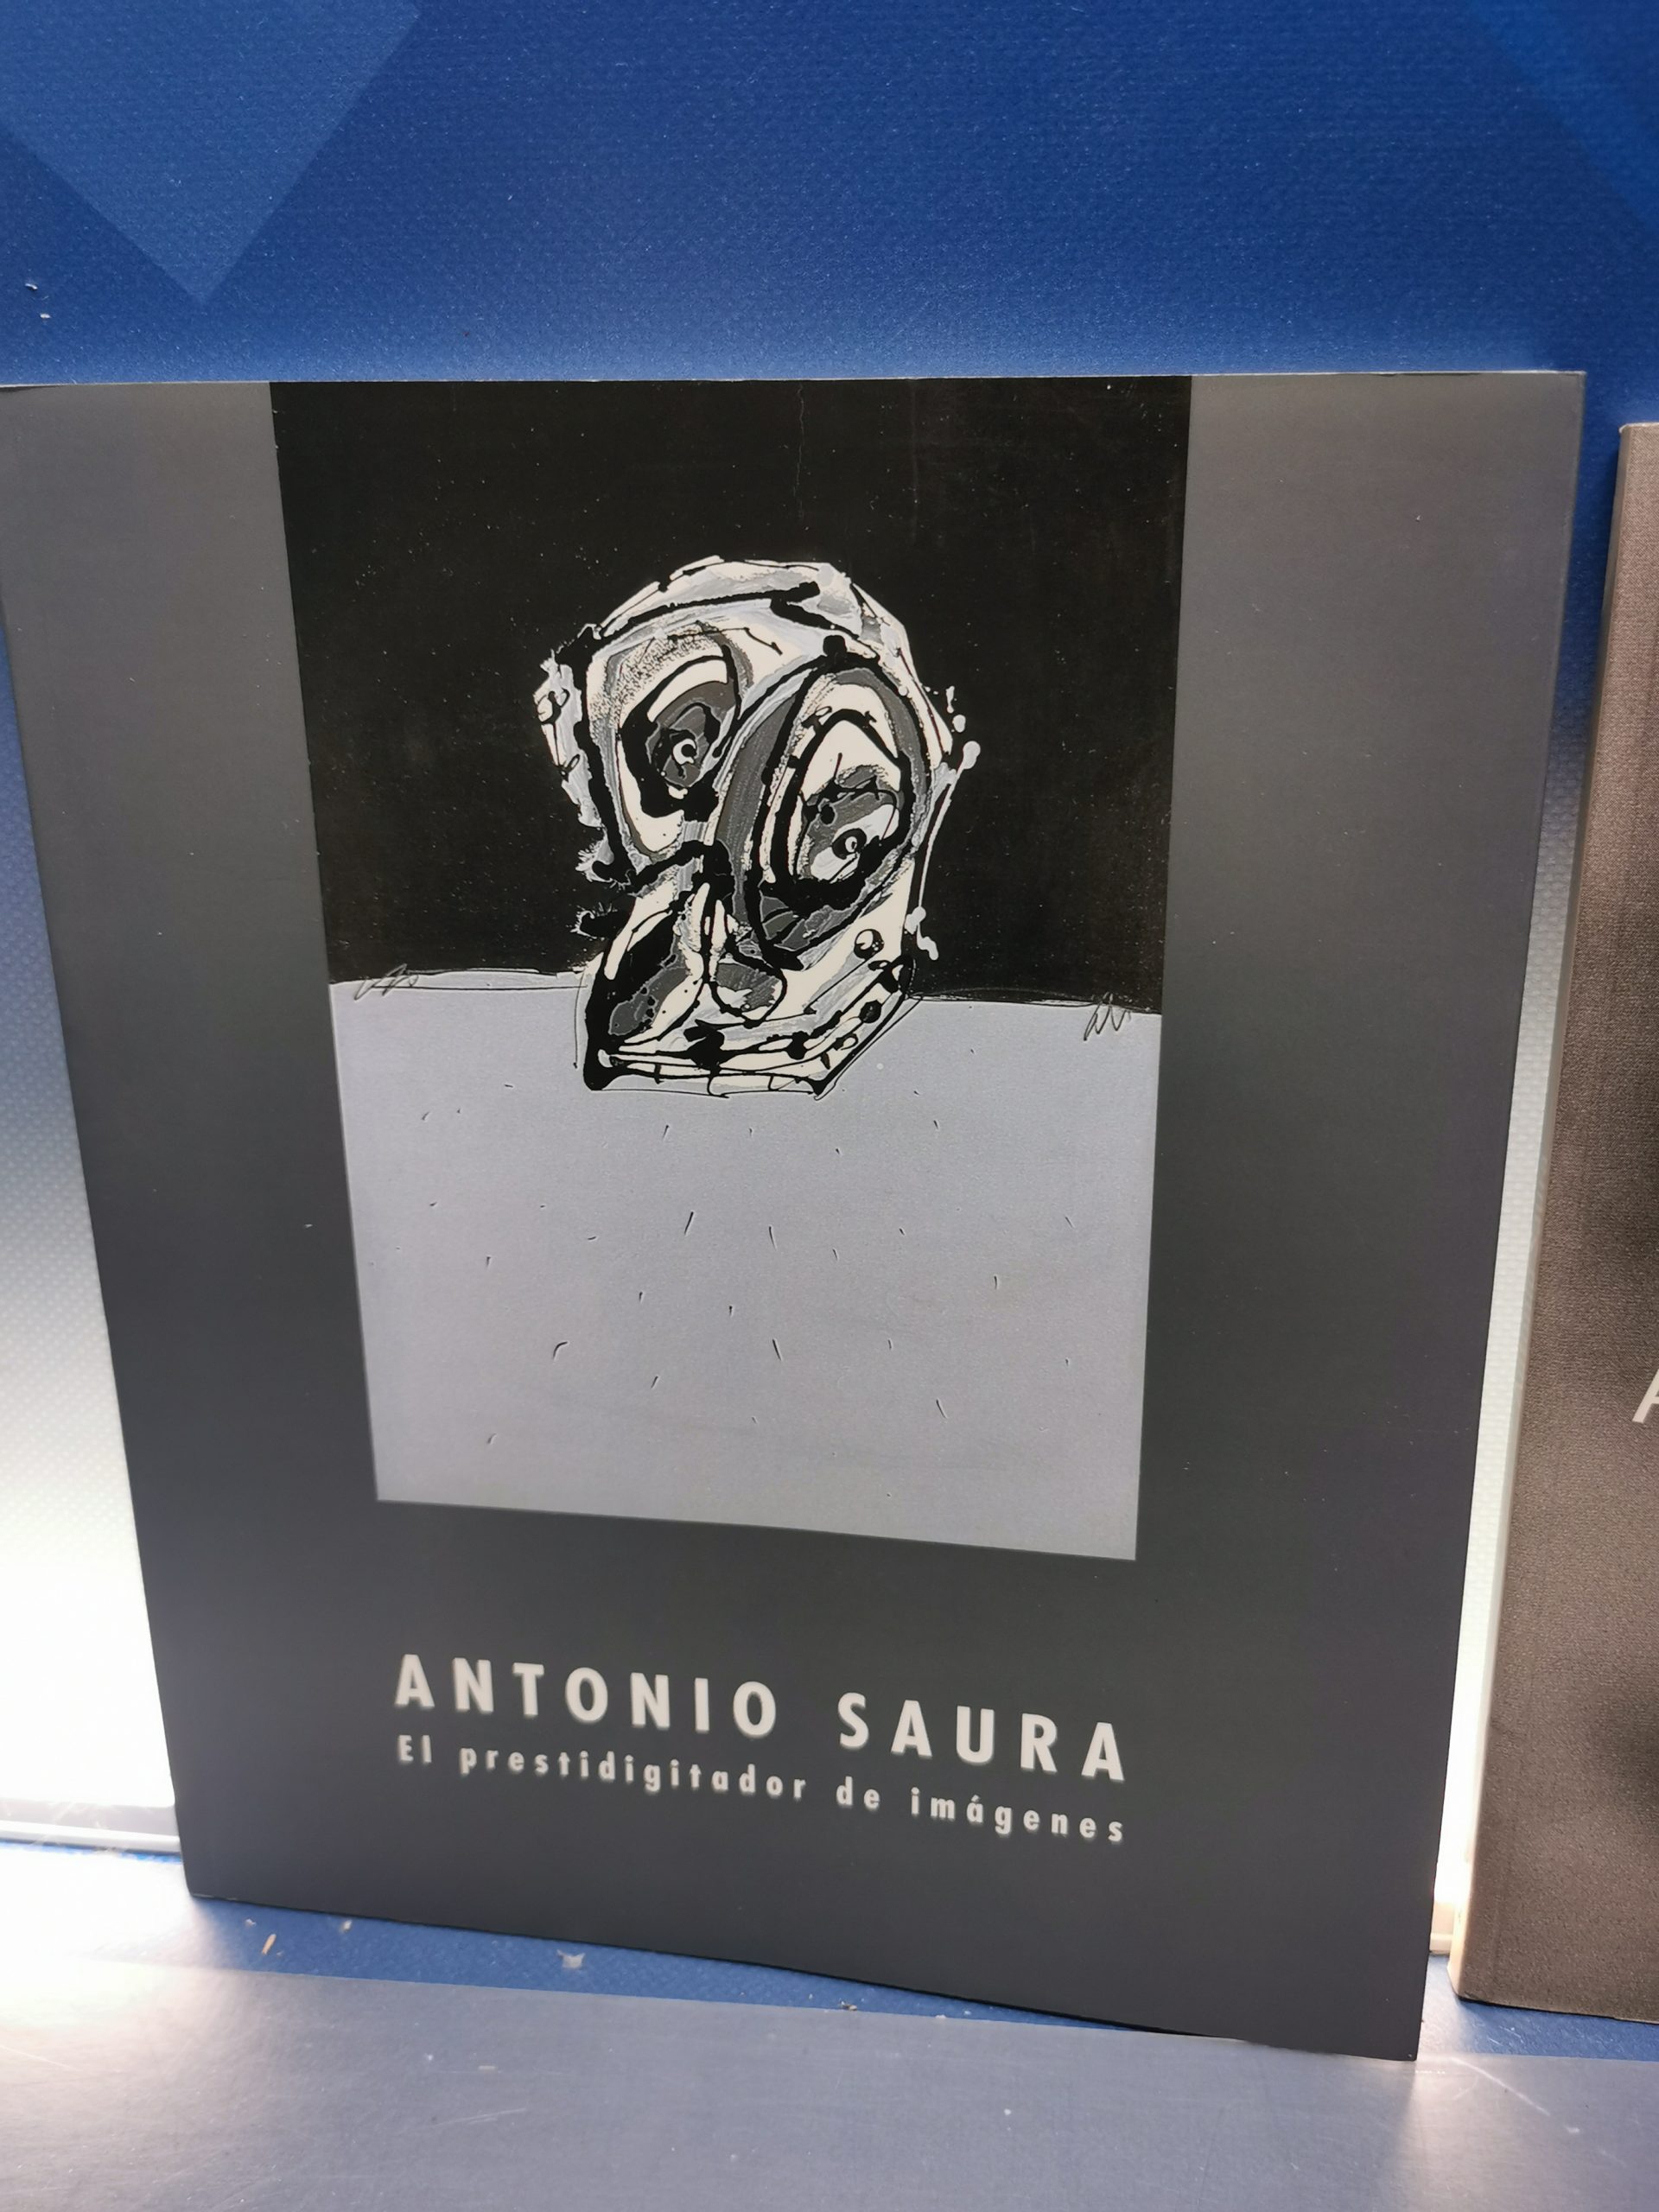 ANTONIO SAURA
El prestidigitador de imágenes
A